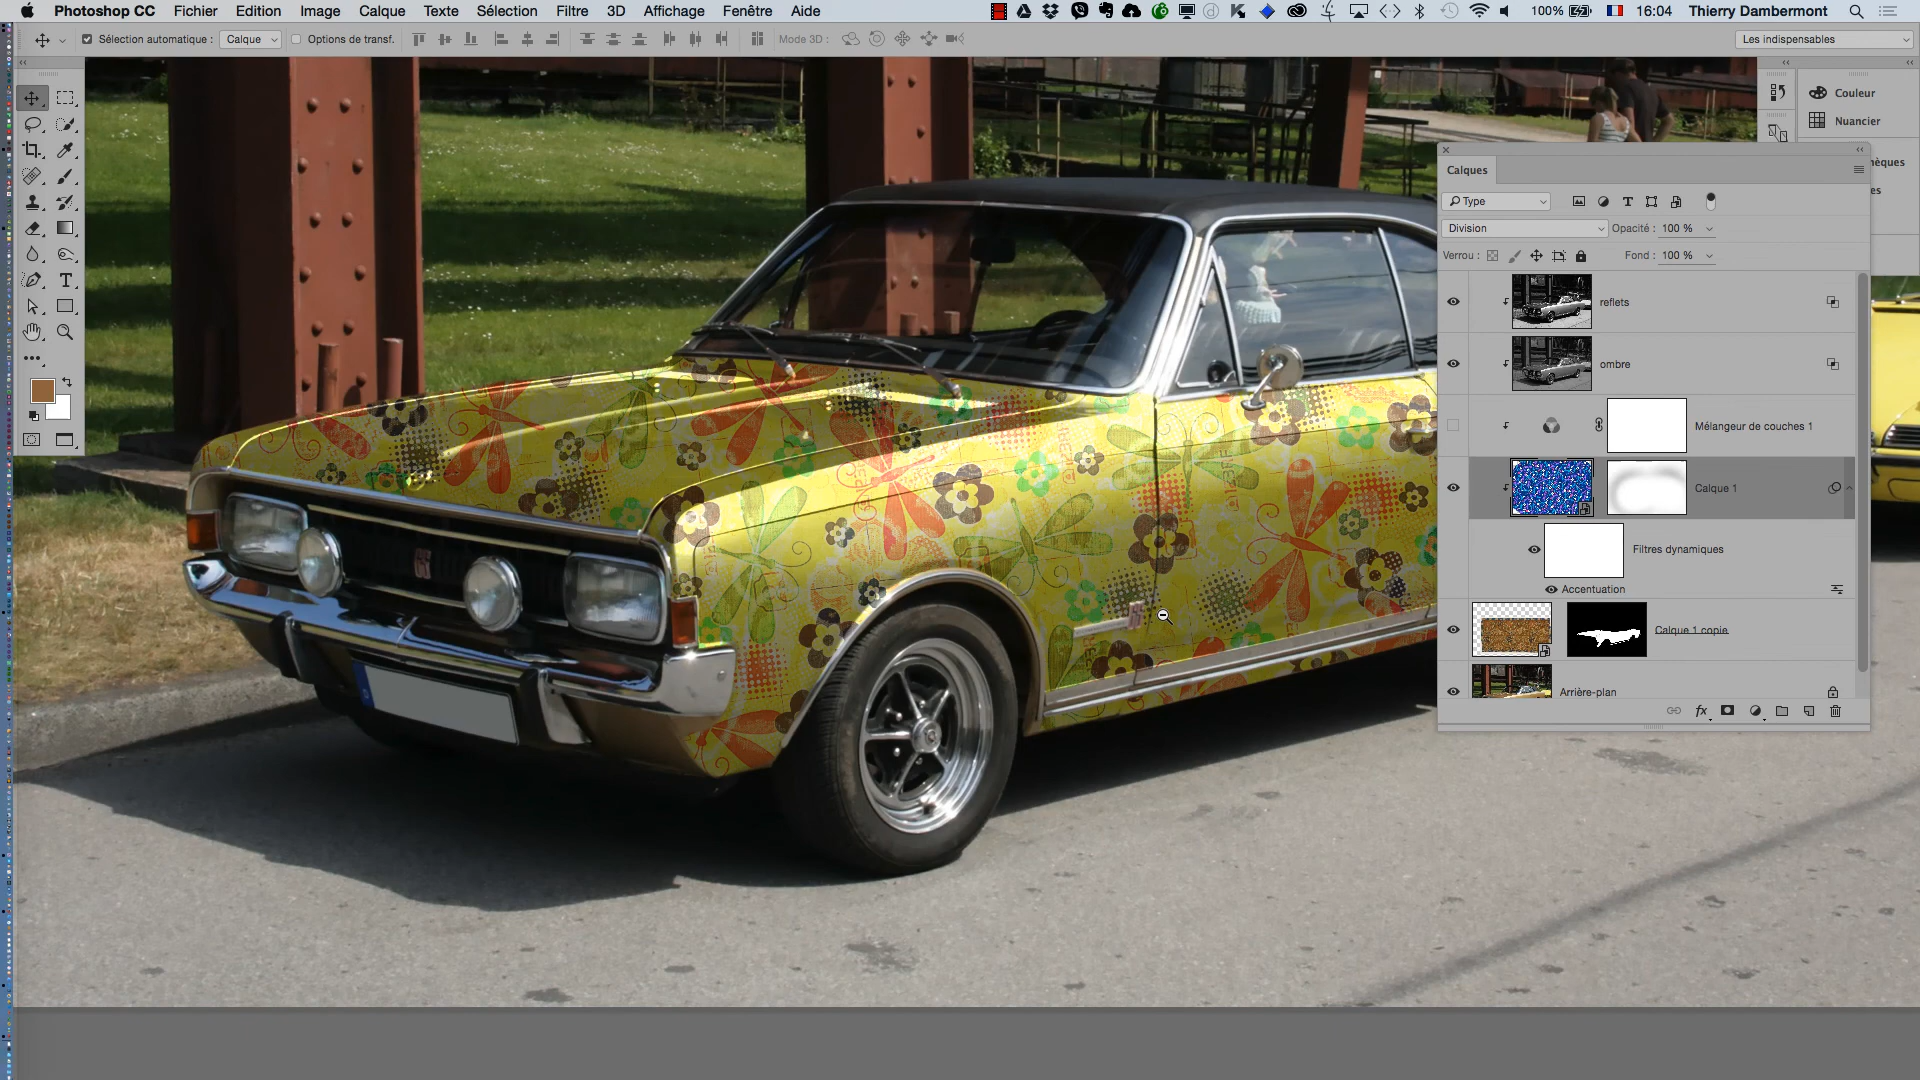 Photoshop CC Fichier Edition Image Calque Texte Sélection Filtre 3D Affichage Fenêtre Aide 100% 16:04 Thierry Dambermont
Sélection automatique : Calque Options de transf. Mode 3D : Les indispensables
Couleur
Nuancier
Calques
Type
Division Opacité : 100 %
Verrou : Fond : 100 %
reflets
ombre
Mélangeur de couches 1
Calque 1
Filtres dynamiques
Accentuation
Calque 1 copie
Arrière-plan
fx